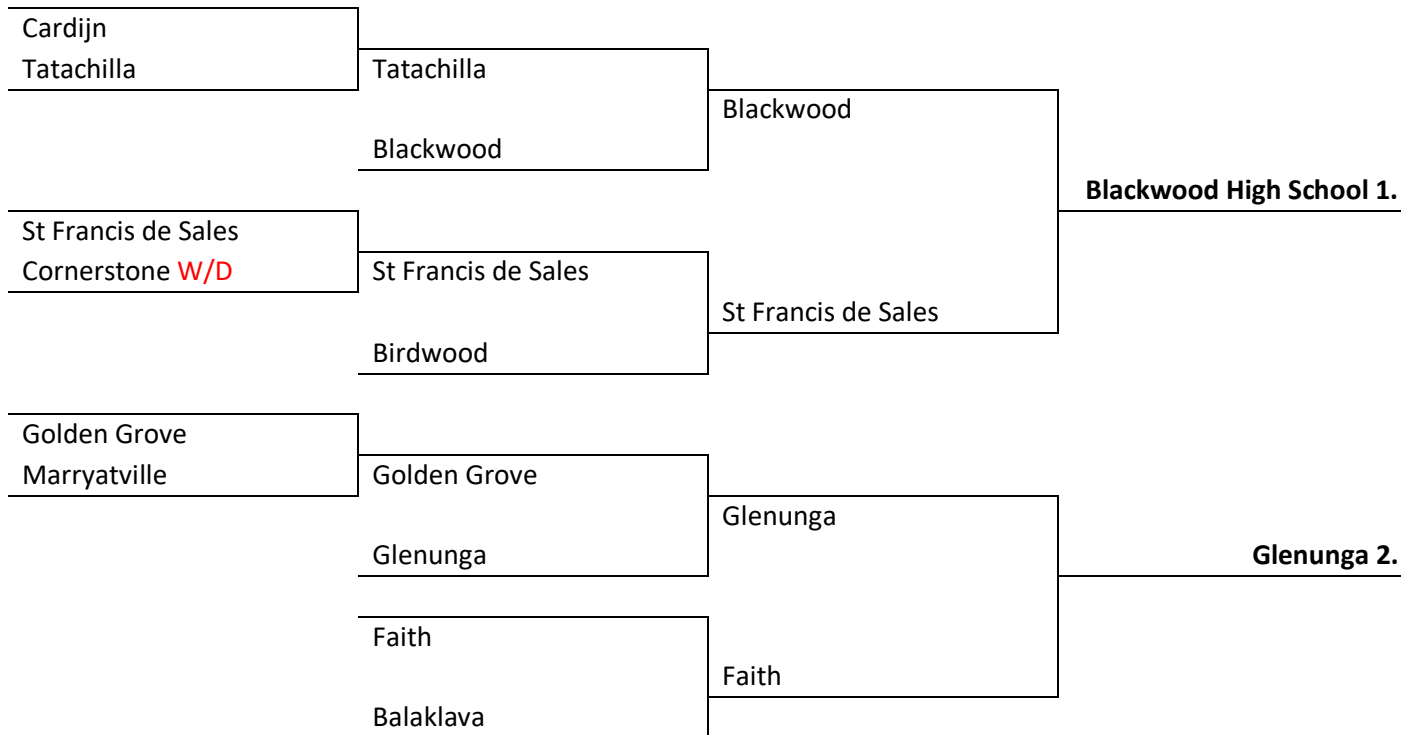 Cardijn
Tatachilla
Tatachilla
Blackwood
Blackwood
Blackwood High School 1.
St Francis de Sales
Cornerstone W/D
St Francis de Sales
St Francis de Sales
Birdwood
Golden Grove
Marryatville
Golden Grove
Glenunga
Glenunga
Glenunga 2.
Faith
Faith
Balaklava